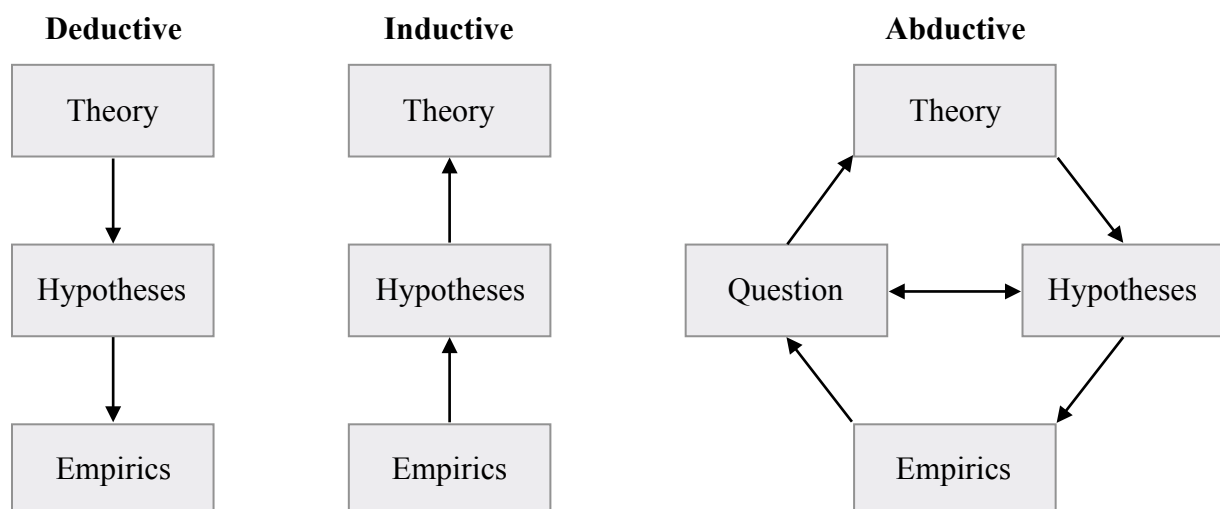 Deductive
Theory
Hypotheses
Empirics
Inductive
Theory
Hypotheses
Empirics
Abductive
Theory
Question
Hypotheses
Empirics